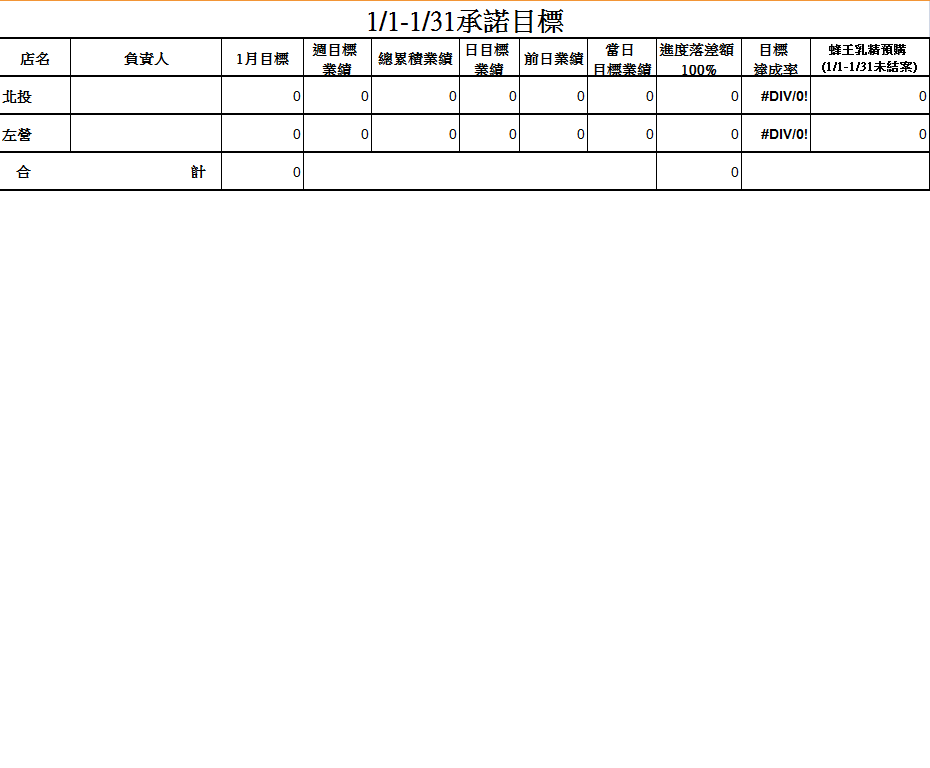 1/1-1/31承諾目標
店名 負責人 1月目標 週目標 總累積業績 日目標 前日業績 當日 進度落差額 目標 蜂王乳精預購
業績 業績 目標業績 100% 達成率 (1/1-1/31未結案)
北投 0 0 0 0 0 0 0 #DIV/0! 0
左營 0 0 0 0 0 0 0 #DIV/0! 0
合 計 0 0